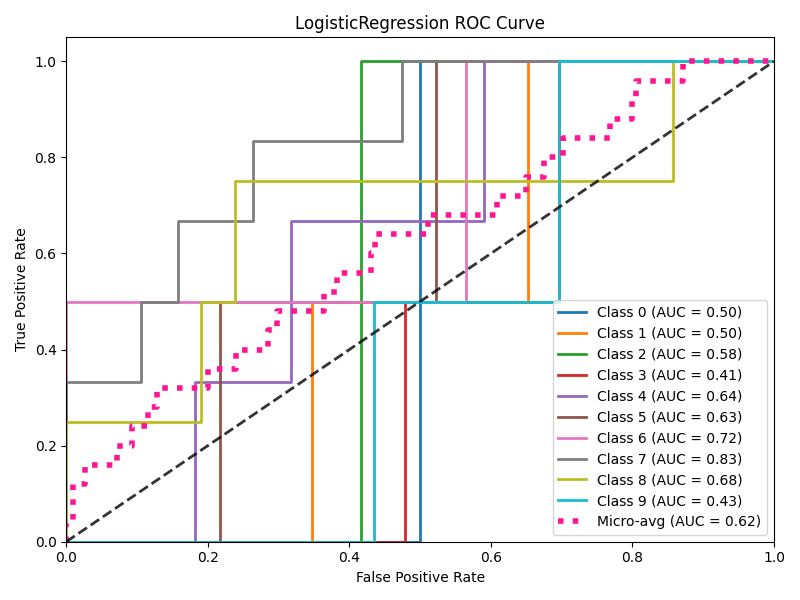 LogisticRegression ROC Curve
True Positive Rate
1.0
0.8
0.6
0.4
0.2
0.0
Class 0 (AUC = 0.50)
Class 1 (AUC = 0.50)
Class 2 (AUC = 0.58)
Class 3 (AUC = 0.41)
Class 4 (AUC = 0.64)
Class 5 (AUC = 0.63)
Class 6 (AUC = 0.72)
Class 7 (AUC = 0.83)
Class 8 (AUC = 0.68)
Class 9 (AUC = 0.43)
Micro-avg (AUC = 0.62)
0.0 0.2 0.4 0.6 0.8 1.0
False Positive Rate